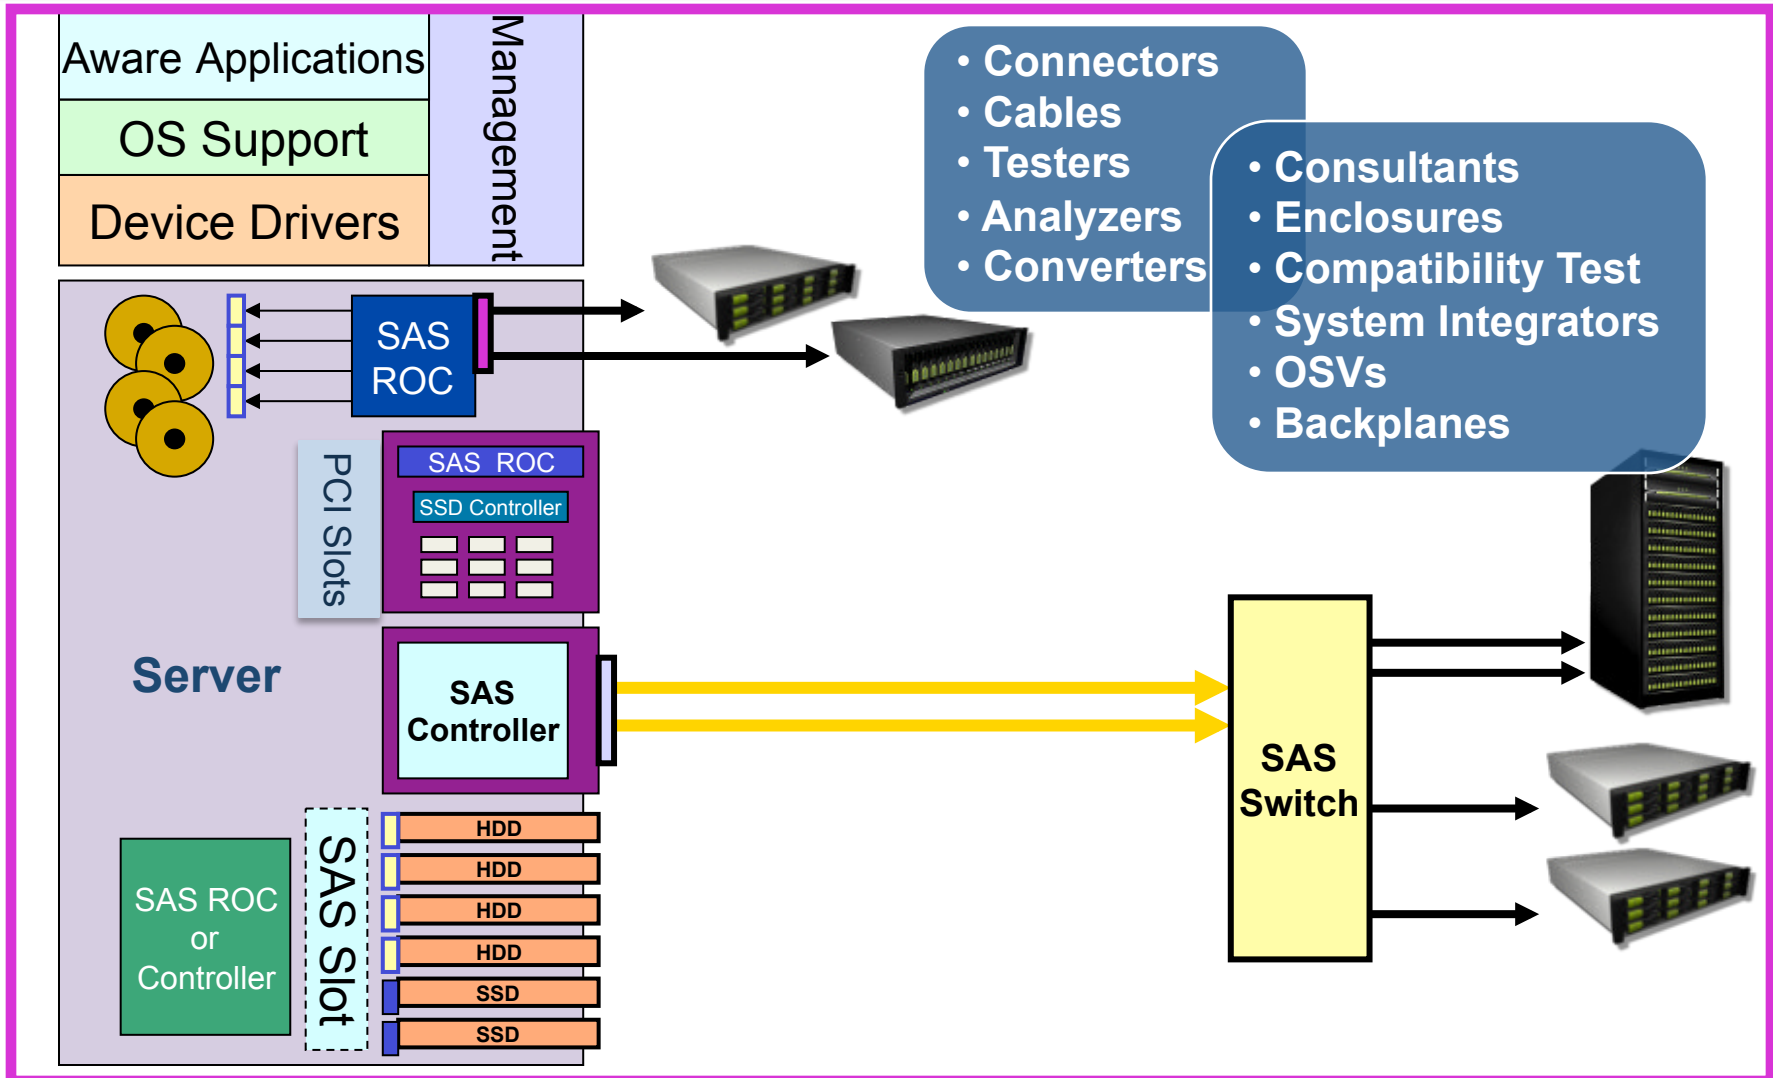 Aware Applications
OS Support
Device Drivers
Management
• Connectors
• Cables
• Testers
• Analyzers
• Converters
• Consultants
• Enclosures
• Compatibility Test
• System Integrators
• OSVs
• Backplanes
SAS
ROC
PCI Slots
SAS ROC
SSD Controller
Server
SAS
Controller
SAS
Switch
SAS ROC
or
Controller
SAS Slot
HDD
HDD
HDD
HDD
SSD
SSD